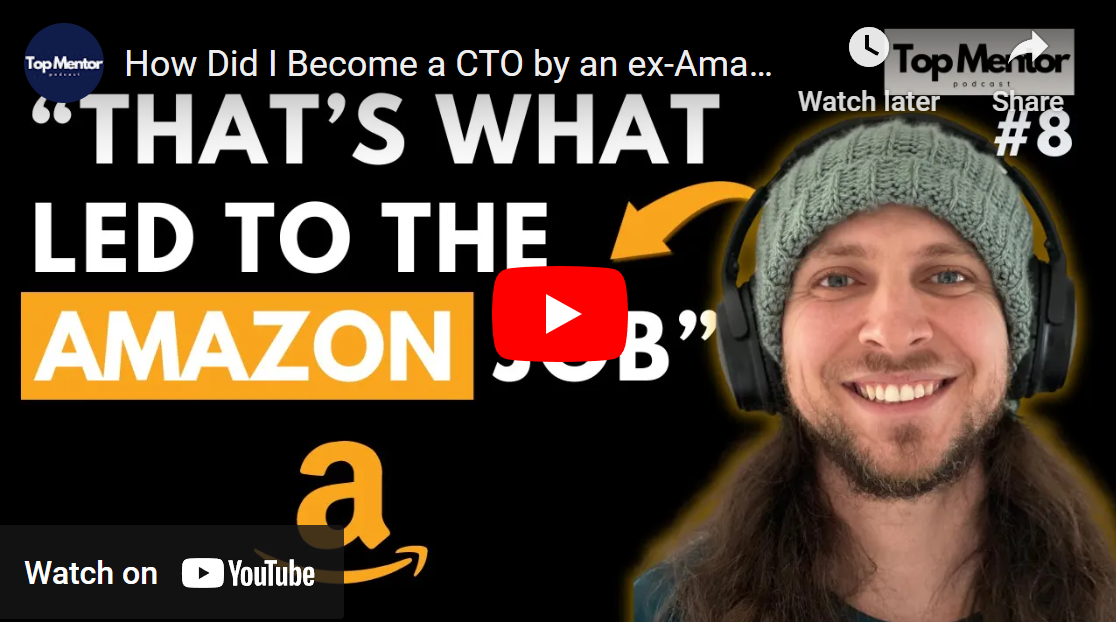 Top Mentor
podcast
How Did I Become a CTO by an ex-Ama...
Watch later
Share
Top Mentor
podcast
#8
“THAT’S WHAT
LED TO THE
AMAZON JOB”
a
Watch on YouTube